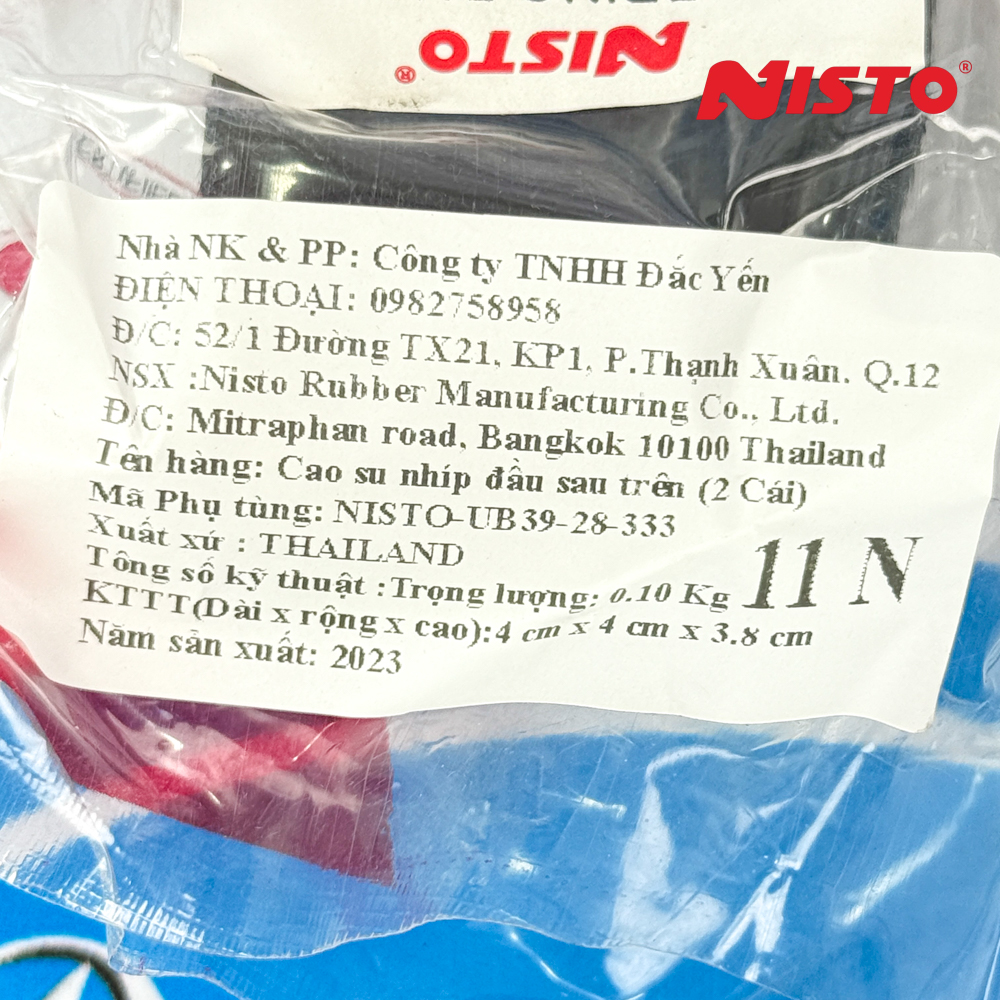 NISTO®
NISTO®
Nhà NK & PP: Công ty TNHH Đắc Yến
ĐIỆN THOẠI: 0982758958
Đ/C: 52/1 Đường TX21, KP1, P.Thạnh Xuân. Q.12
NSX :Nisto Rubber Manufacturing Co., Ltd.
Đ/C: Mitraphan road, Bangkok 10100 Thailand
Tên hàng: Cao su nhíp đầu sau trên (2 Cái)
Mã Phụ tùng: NISTO-UB39-28-333
Xuất xứ : THAILAND
Tông số kỹ thuật :Trọng lượng: 0.10 Kg
11 N
KTTT(Dài x rộng x cao):4 cm x 4 cm x 3.8 cm
Năm sản xuất: 2023